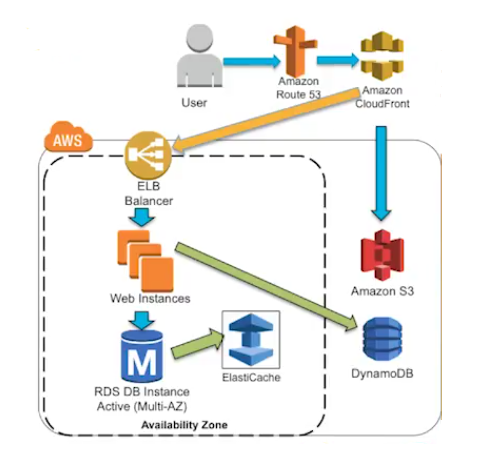 User
Amazon
Route 53
Amazon
CloudFront
AWS
ELB
Balancer
Web Instances
Amazon S3
M
RDS DB Instance
Active (Multi-AZ)
ElastiCache
DynamoDB
Availability Zone